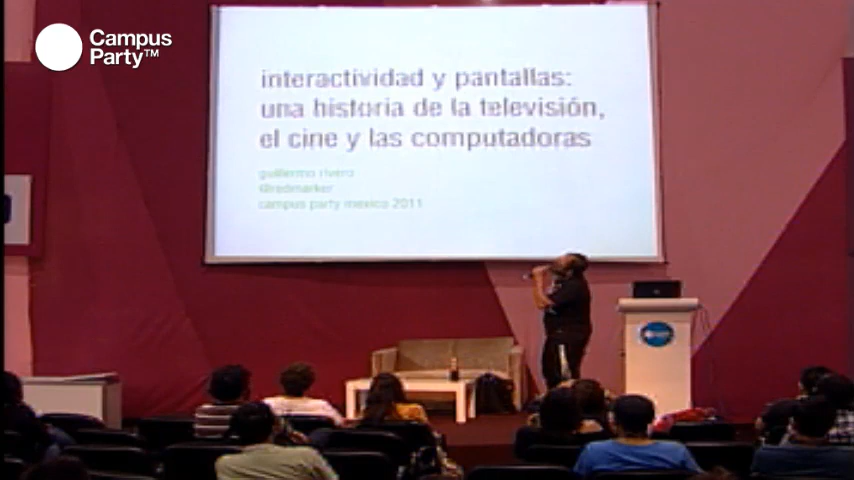 Campus
Party™
interactividad y pantallas:
una historia de la televisión,
el cine y las computadoras
guillermo rivero
@redmarker
campus party mexico 2011